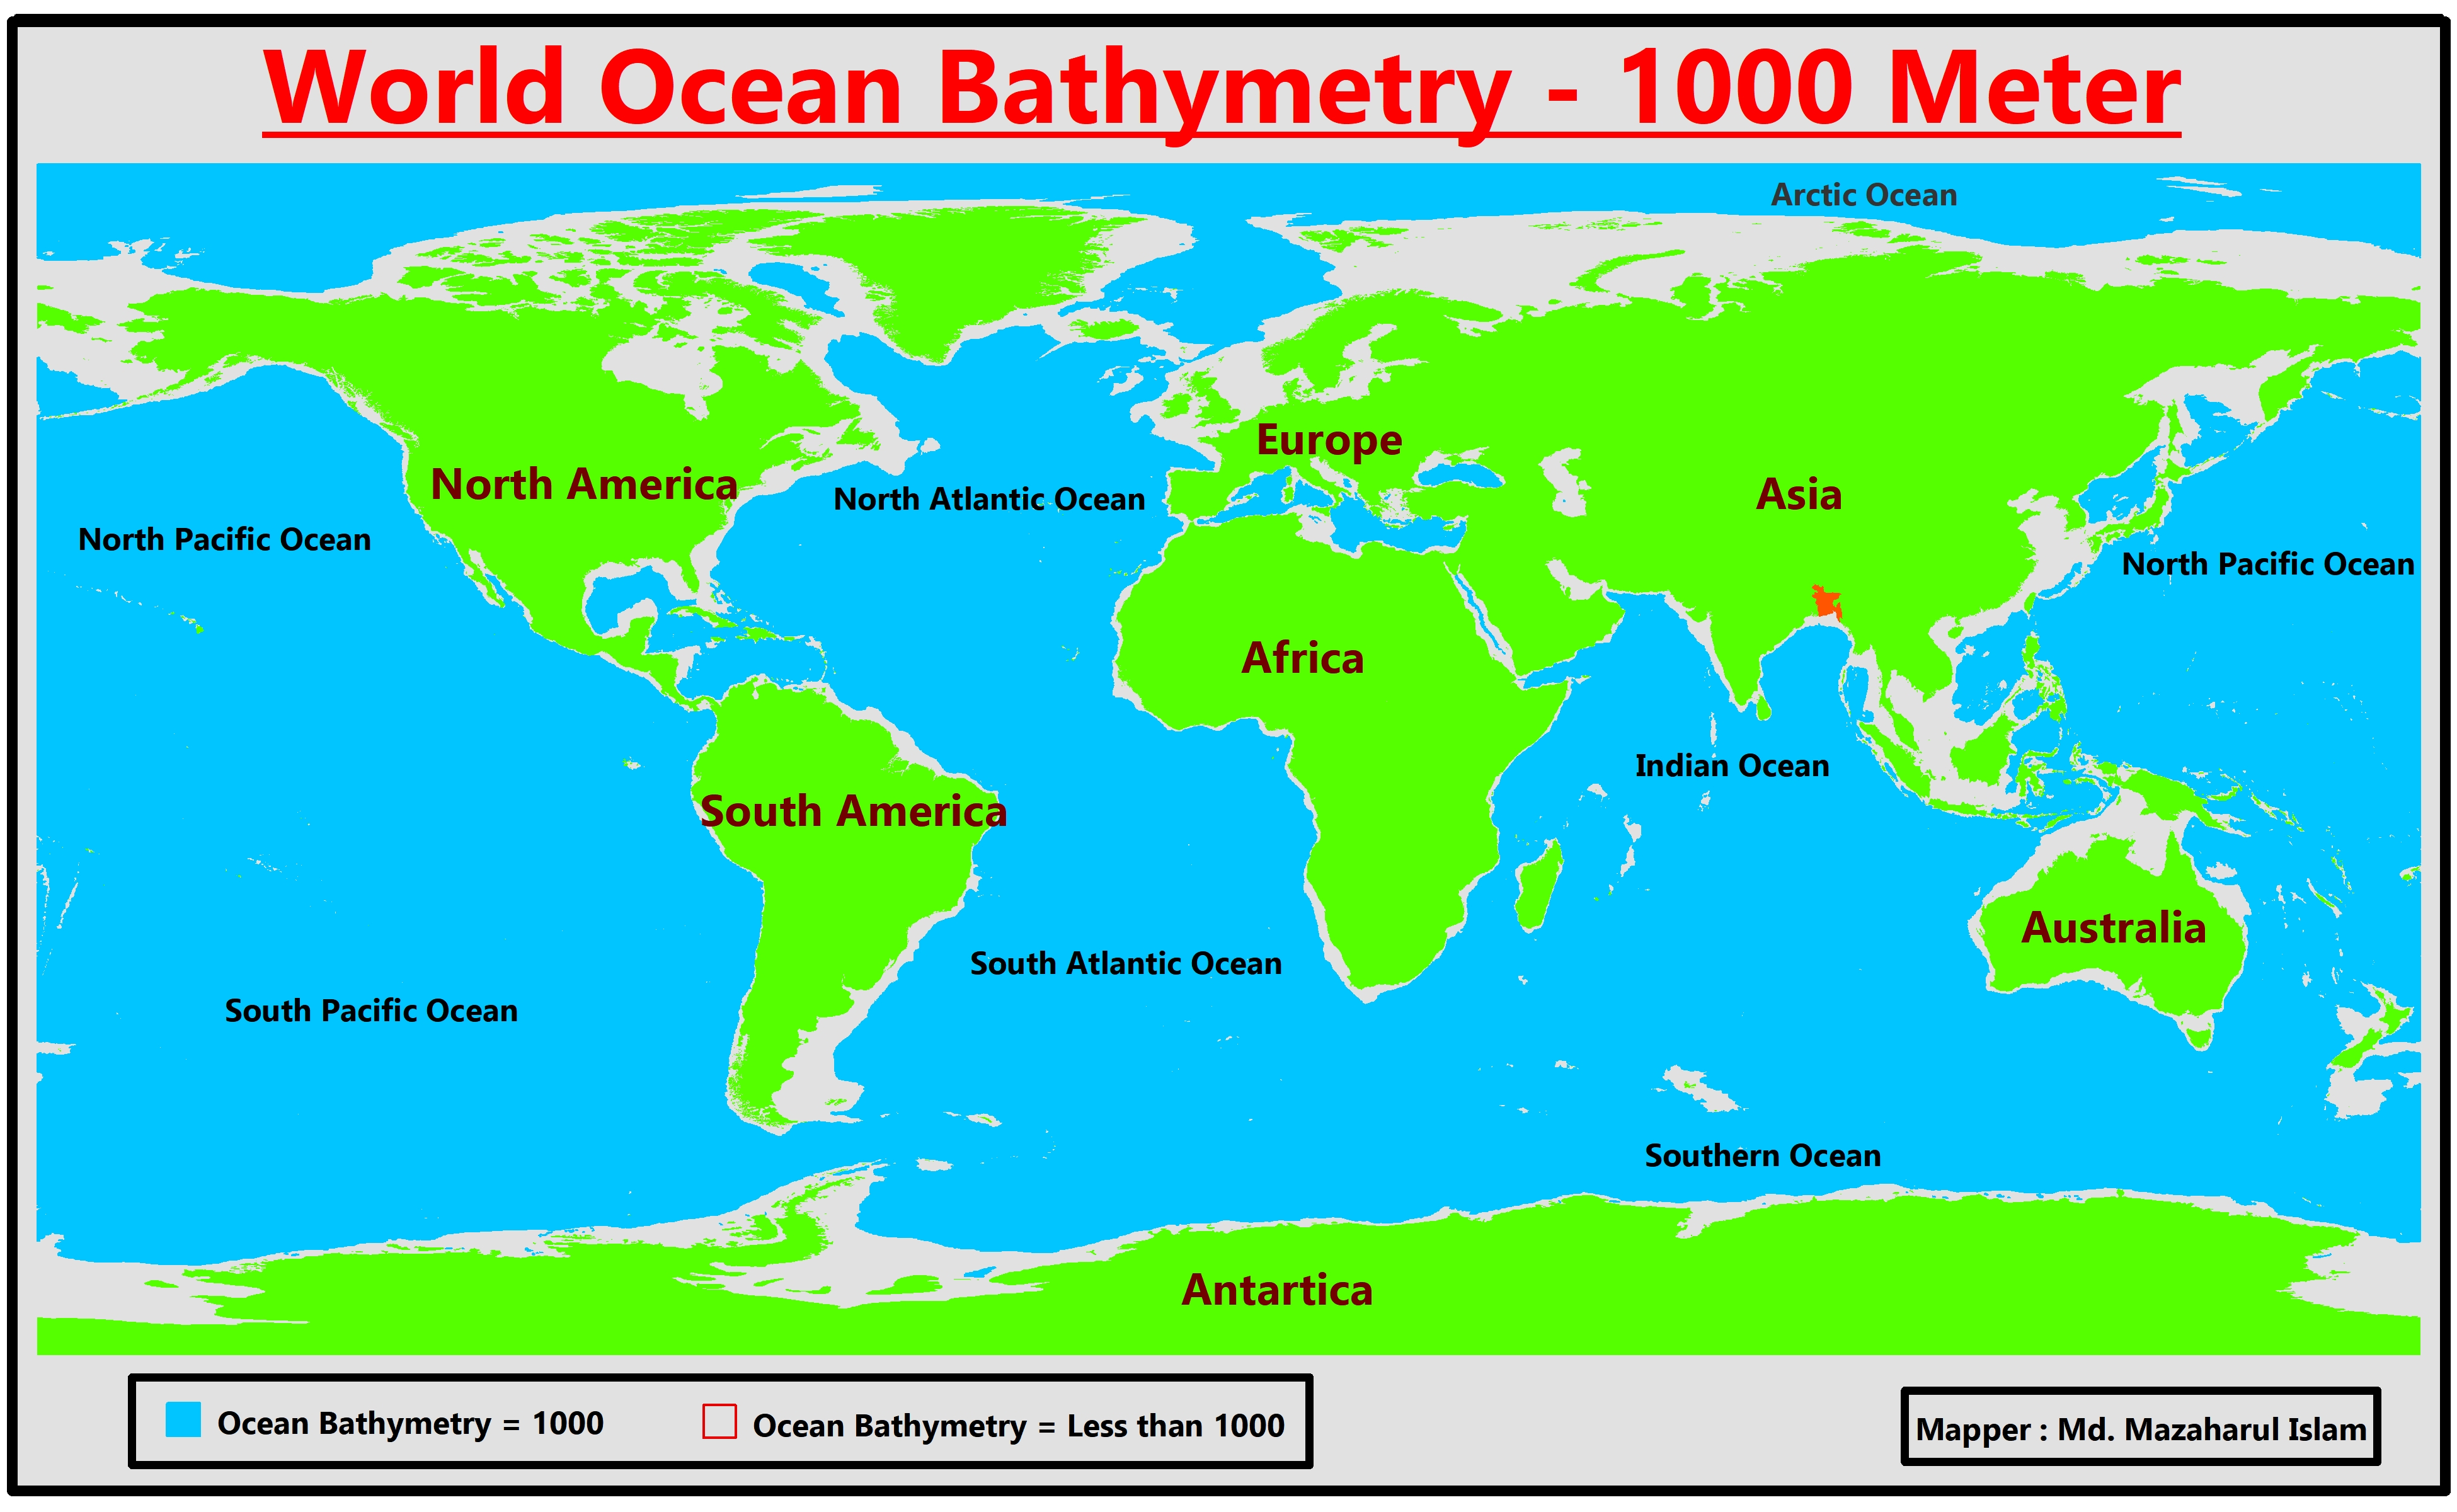 World Ocean Bathymetry - 1000 Meter
Arctic Ocean
Europe
North America
Asia
North Atlantic Ocean
North Pacific Ocean
North Pacific Ocean
Africa
Indian Ocean
South America
Australia
South Atlantic Ocean
South Pacific Ocean
Southern Ocean
Antartica
Ocean Bathymetry = 1000
Ocean Bathymetry = Less than 1000
Mapper : Md. Mazaharul Islam